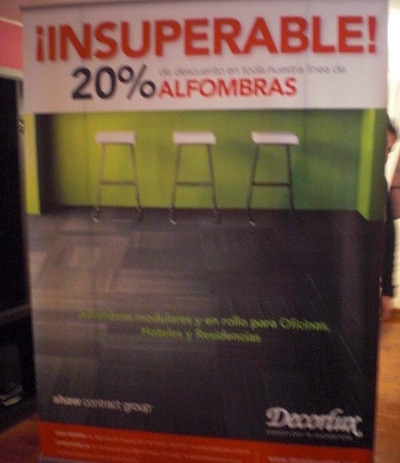 ¡INSUPERABLE!
20% de descuento en toda nuestra línea de
ALFOMBRAS
Alfombras modulares y en rollo para Oficinas,
Hoteles y Residencias
shaw contract group
Decorlux